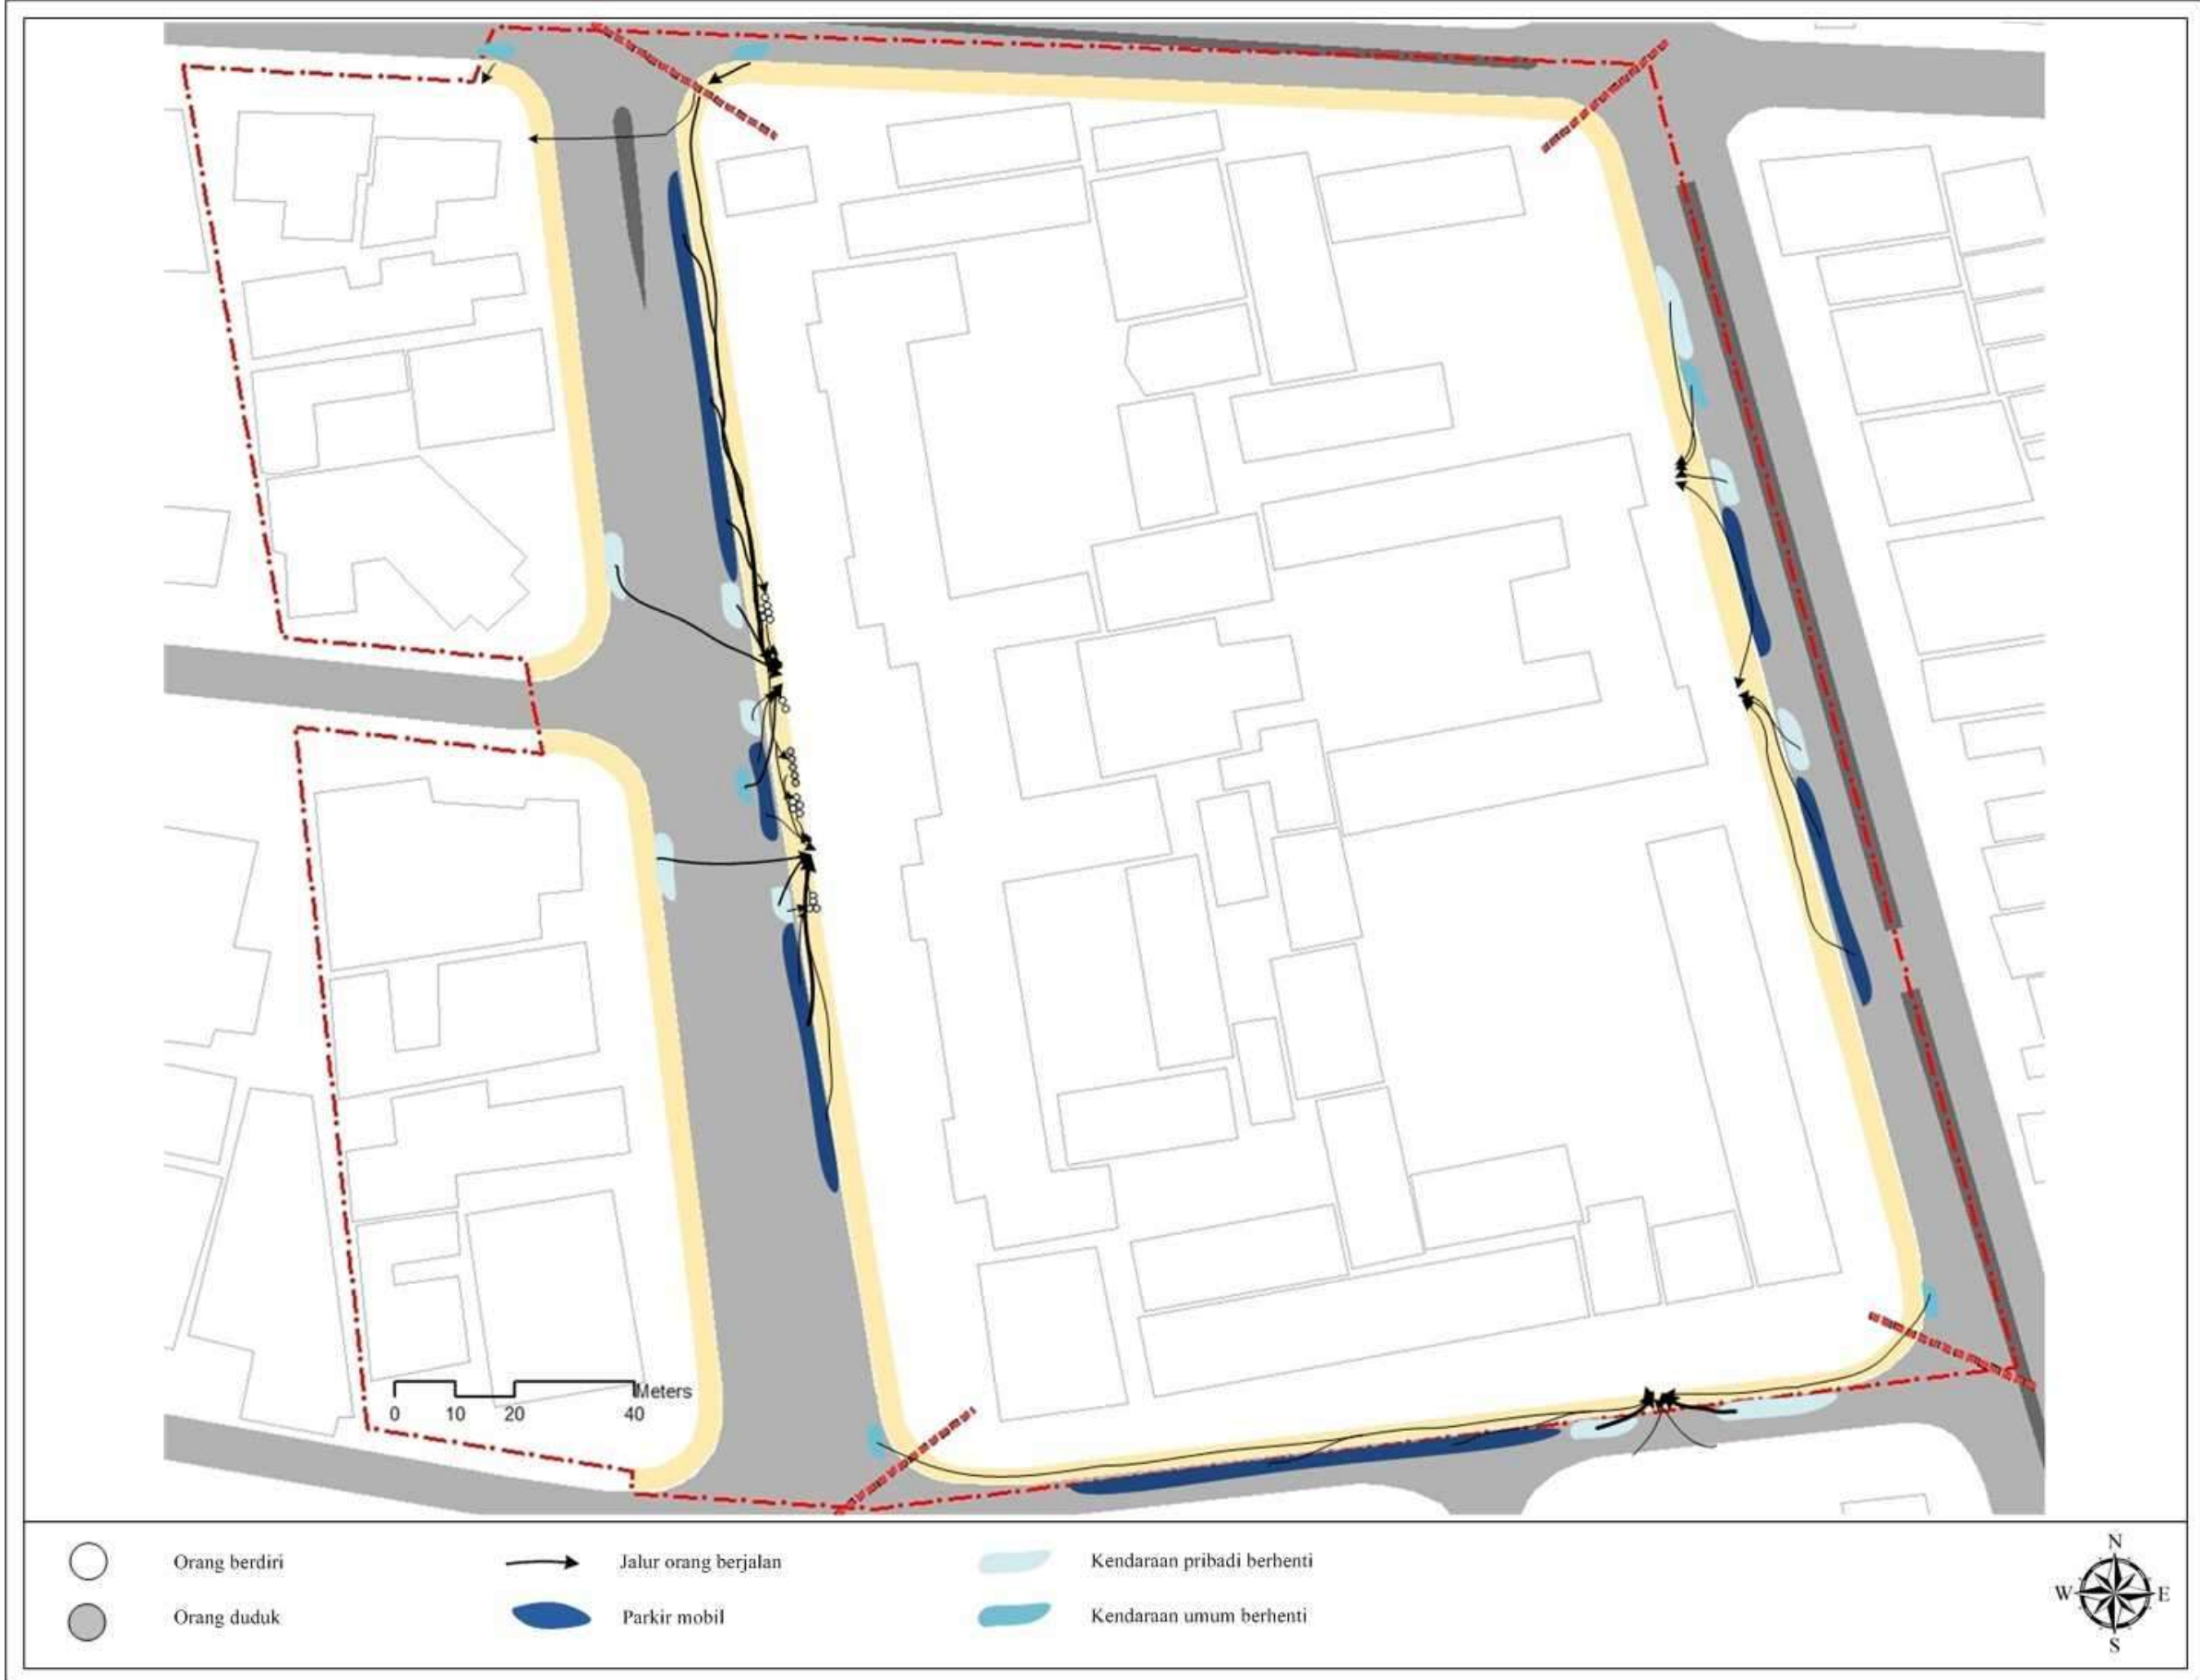 Meters
0 10 20 40
Orang berdiri
Jalur orang berjalan
Kendaraan pribadi berhenti
Orang duduk
Parkir mobil
Kendaraan umum berhenti
N
W E
S